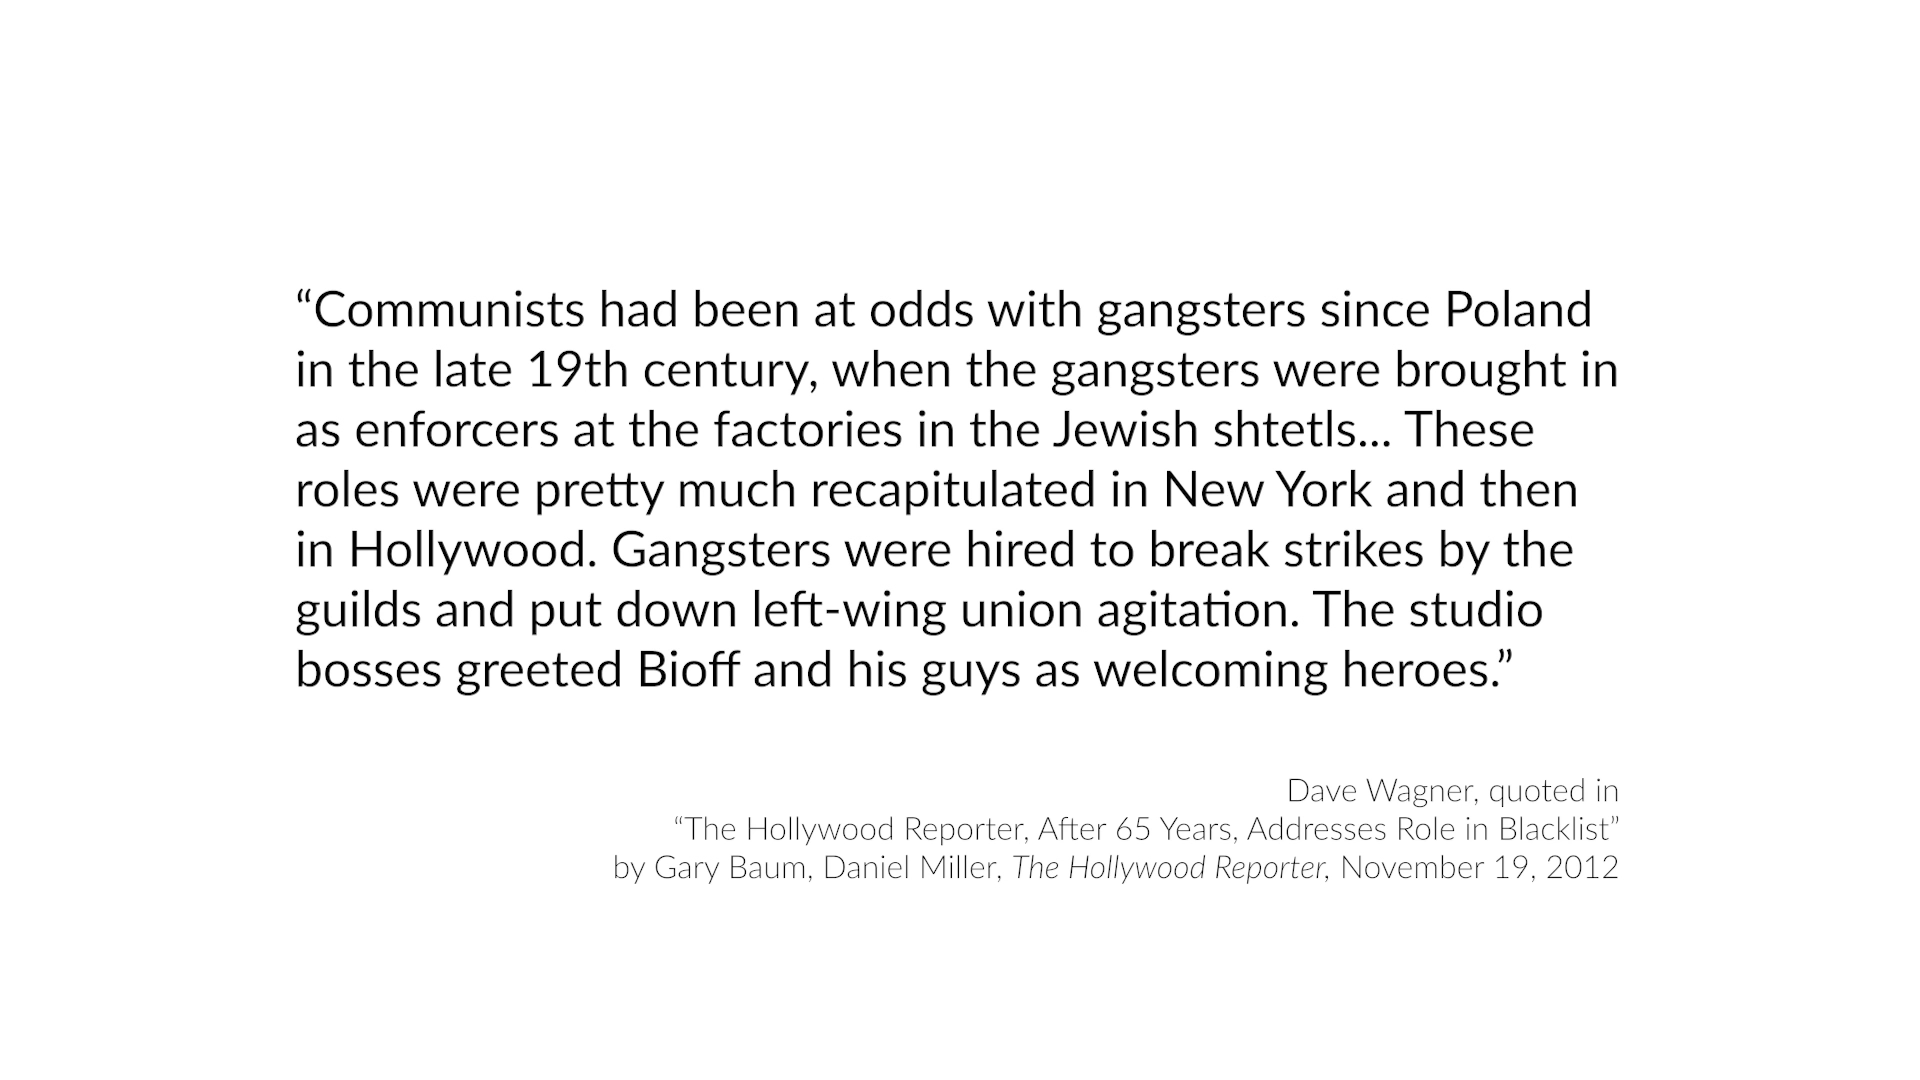 “Communists had been at odds with gangsters since Poland
in the late 19th century, when the gangsters were brought in
as enforcers at the factories in the Jewish shtetls... These
roles were pretty much recapitulated in New York and then
in Hollywood. Gangsters were hired to break strikes by the
guilds and put down left-wing union agitation. The studio
bosses greeted Bioff and his guys as welcoming heroes.”
Dave Wagner, quoted in
“The Hollywood Reporter, After 65 Years, Addresses Role in Blacklist”
by Gary Baum, Daniel Miller, The Hollywood Reporter, November 19, 2012